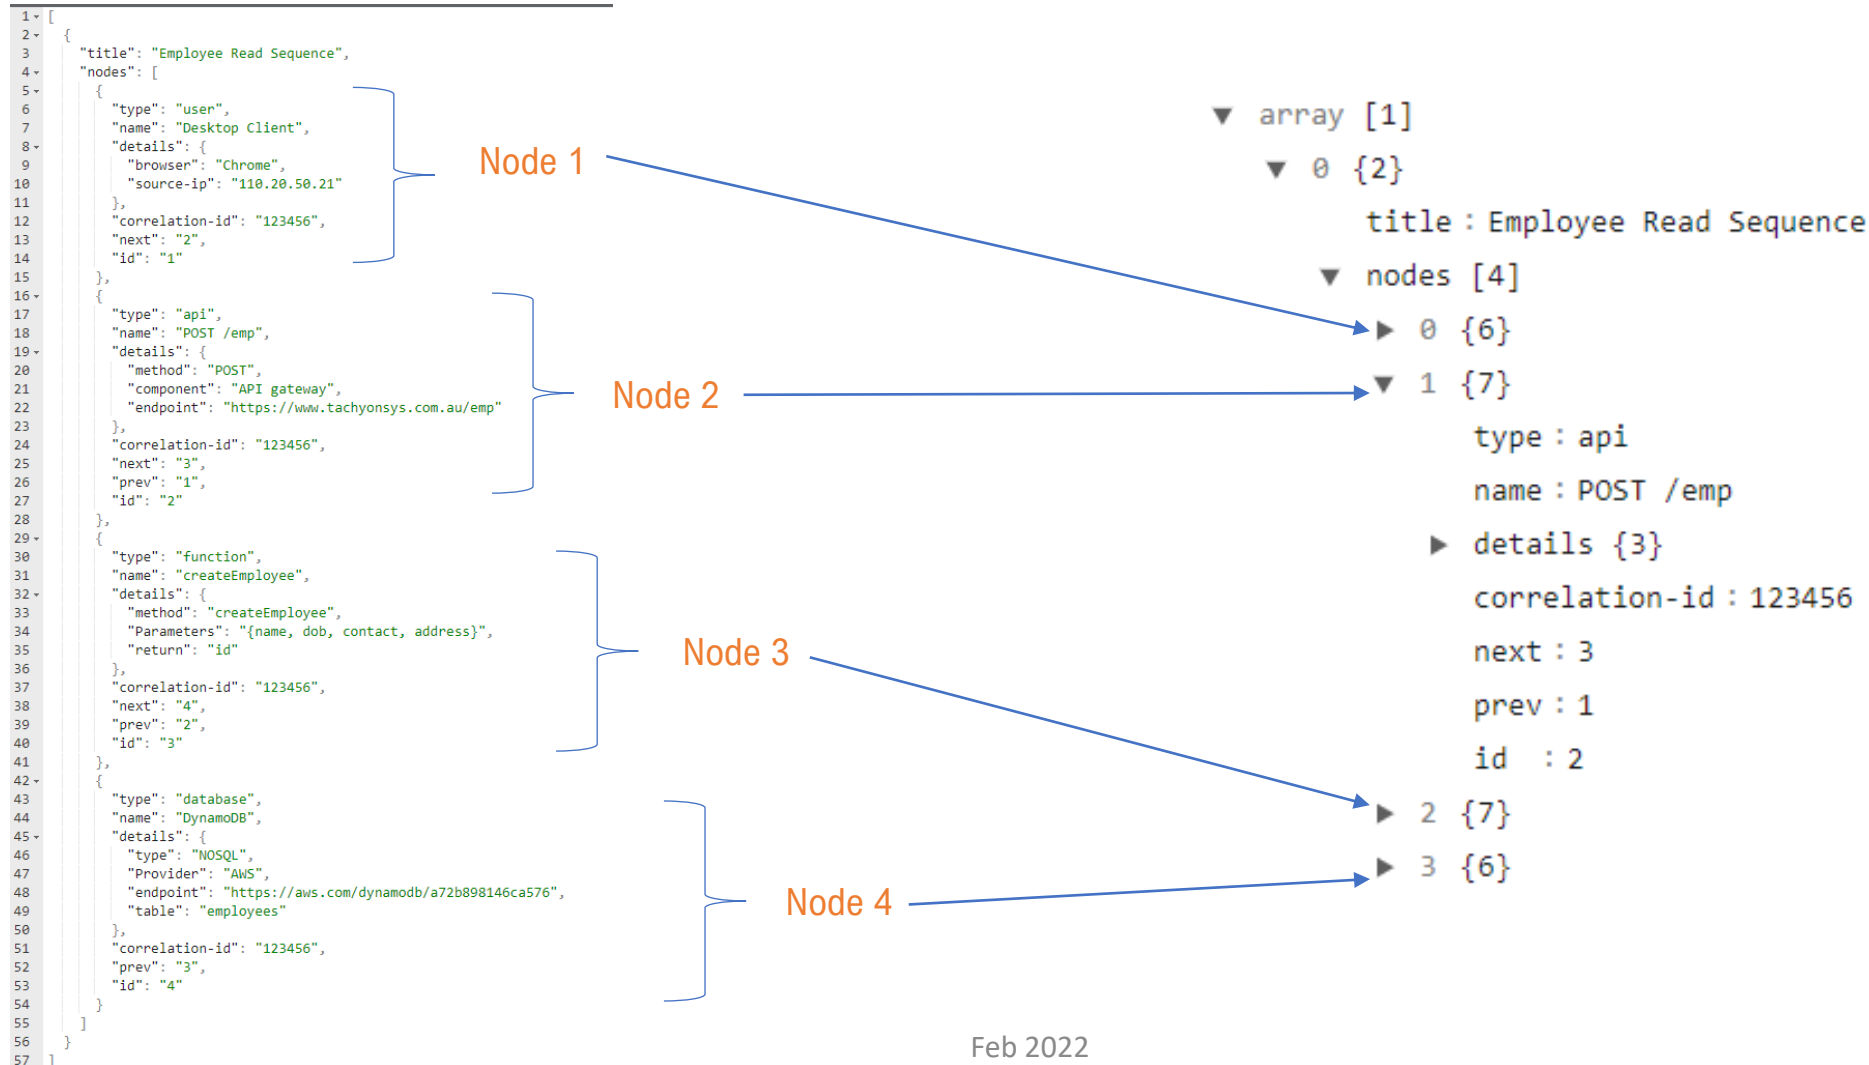 1 [
2 {
3 "title": "Employee Read Sequence",
4 "nodes": [
5 {
6 "type": "user",
7 "name": "Desktop Client",
8 "details": {
9 "browser": "Chrome",
10 "source-ip": "110.20.50.21"
11 },
12 "correlation-id": "123456",
13 "next": "2",
14 "id": "1"
15 },
16 {
17 "type": "api",
18 "name": "POST /emp",
19 "details": {
20 "method": "POST",
21 "component": "API gateway",
22 "endpoint": "https://www.tachyonsys.com.au/emp"
23 },
24 "correlation-id": "123456",
25 "next": "3",
26 "prev": "1",
27 "id": "2"
28 },
29 {
30 "type": "function",
31 "name": "createEmployee",
32 "details": {
33 "method": "createEmployee",
34 "Parameters": "{name, dob, contact, address}",
35 "return": "id"
36 },
37 "correlation-id": "123456",
38 "next": "4",
39 "prev": "2",
40 "id": "3"
41 },
42 {
43 "type": "database",
44 "name": "DynamoDB",
45 "details": {
46 "type": "NOSQL",
47 "Provider": "AWS",
48 "endpoint": "https://aws.com/dynamodb/a72b898146ca576",
49 "table": "employees"
50 },
51 "correlation-id": "123456",
52 "prev": "3",
53 "id": "4"
54 }
55 ]
56 }
57 ]
Node 1
Node 2
Node 3
Node 4
array [1]
0 {2}
title : Employee Read Sequence
nodes [4]
0 {6}
1 {7}
type : api
name : POST /emp
details {3}
correlation-id : 123456
next : 3
prev : 1
id : 2
2 {7}
3 {6}
Feb 2022